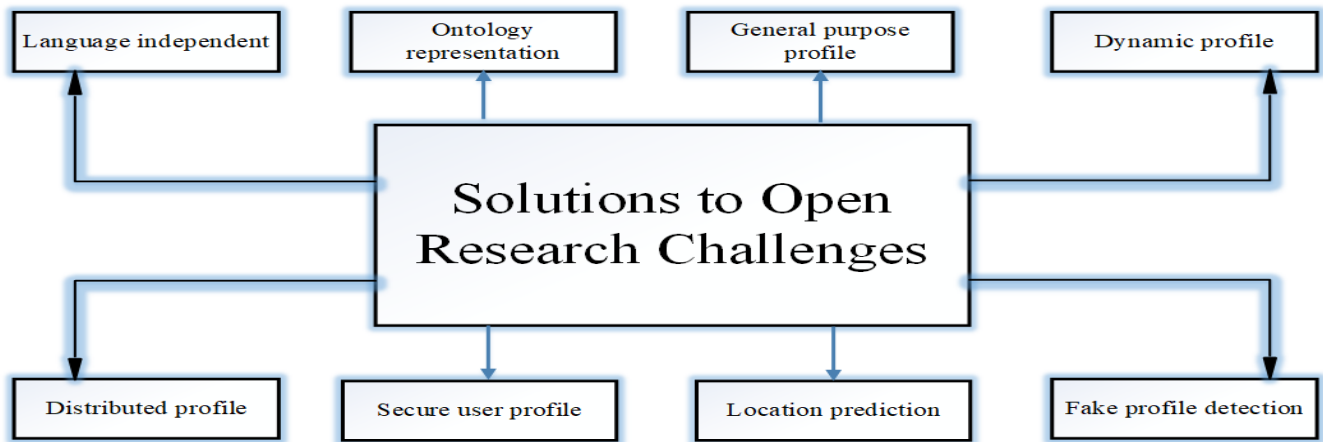 Language independent
Ontology
representation
General purpose
profile
Dynamic profile
Solutions to Open
Research Challenges
Distributed profile
Secure user profile
Location prediction
Fake profile detection